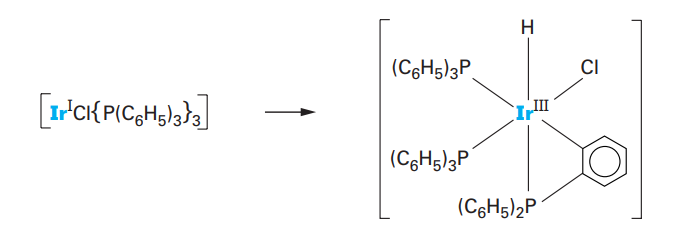 H
(C₆H₅)₃P Cl
[IrᴵCl{P(C₆H₅)₃}₃] → Irᴵᴵᴵ
(C₆H₅)₃P
(C₆H₅)₂P